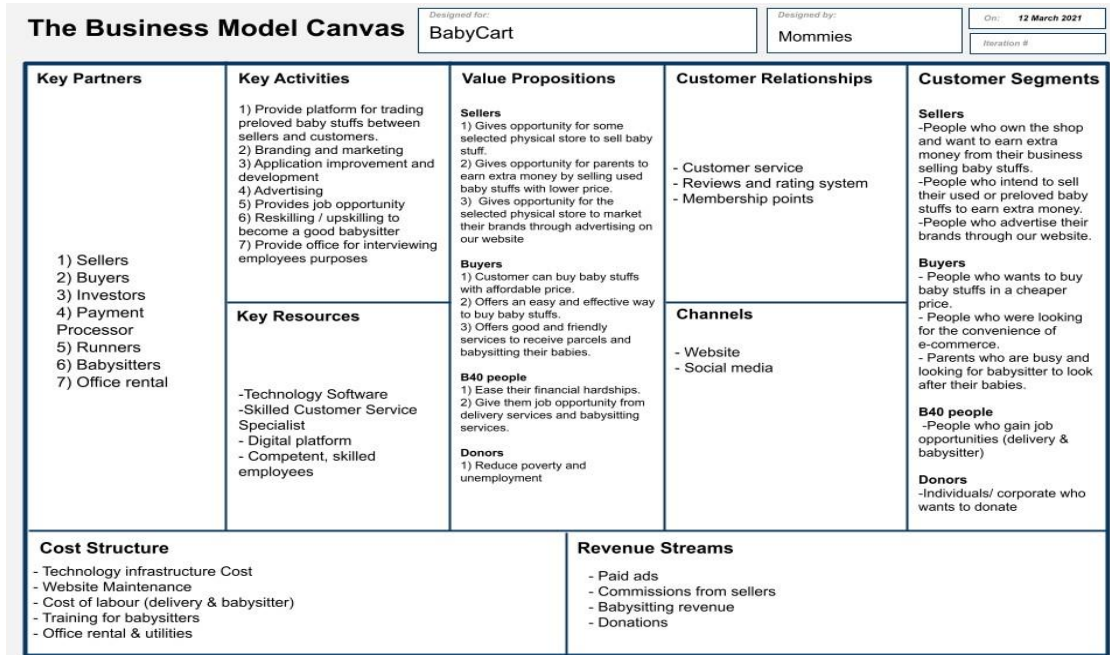 The Business Model Canvas
Designed for:
BabyCart
Designed by:
Mommies
On: 12 March 2021
Iteration #
Key Partners
1) Sellers
2) Buyers
3) Investors
4) Payment
Processor
5) Runners
6) Babysitters
7) Office rental
Key Activities
1) Provide platform for trading
preloved baby stuffs between
sellers and customers.
2) Branding and marketing
3) Application improvement and
development
4) Advertising
5) Provides job opportunity
6) Reskilling / upskilling to
become a good babysitter
7) Provide office for interviewing
employees purposes
Key Resources
-Technology Software
-Skilled Customer Service
Specialist
- Digital platform
- Competent, skilled
employees
Value Propositions
Sellers
1) Gives opportunity for some
selected physical store to sell baby
stuff.
2) Gives opportunity for parents to
earn extra money by selling used
baby stuffs with lower price.
3) Gives opportunity for the
selected physical store to market
their brands through advertising on
our website
Buyers
1) Customer can buy baby stuffs
with affordable price.
2) Offers an easy and effective way
to buy baby stuffs.
3) Offers good and friendly
services to receive parcels and
babysitting their babies.
B40 people
1) Ease their financial hardships.
2) Give them job opportunity from
delivery services and babysitting
services.
Donors
1) Reduce poverty and
unemployment
Customer Relationships
- Customer service
- Reviews and rating system
- Membership points
Channels
- Website
- Social media
Customer Segments
Sellers
-People who own the shop
and want to earn extra
money from their business
selling baby stuffs.
-People who intend to sell
their used or preloved baby
stuffs to earn extra money.
-People who advertise their
brands through our website.
Buyers
- People who wants to buy
baby stuffs in a cheaper
price.
- People who were looking
for the convenience of
e-commerce.
- Parents who are busy and
looking for babysitter to look
after their babies.
B40 people
-People who gain job
opportunities (delivery &
babysitter)
Donors
-Individuals/ corporate who
wants to donate
Cost Structure
- Technology infrastructure Cost
- Website Maintenance
- Cost of labour (delivery & babysitter)
- Training for babysitters
- Office rental & utilities
Revenue Streams
- Paid ads
- Commissions from sellers
- Babysitting revenue
- Donations